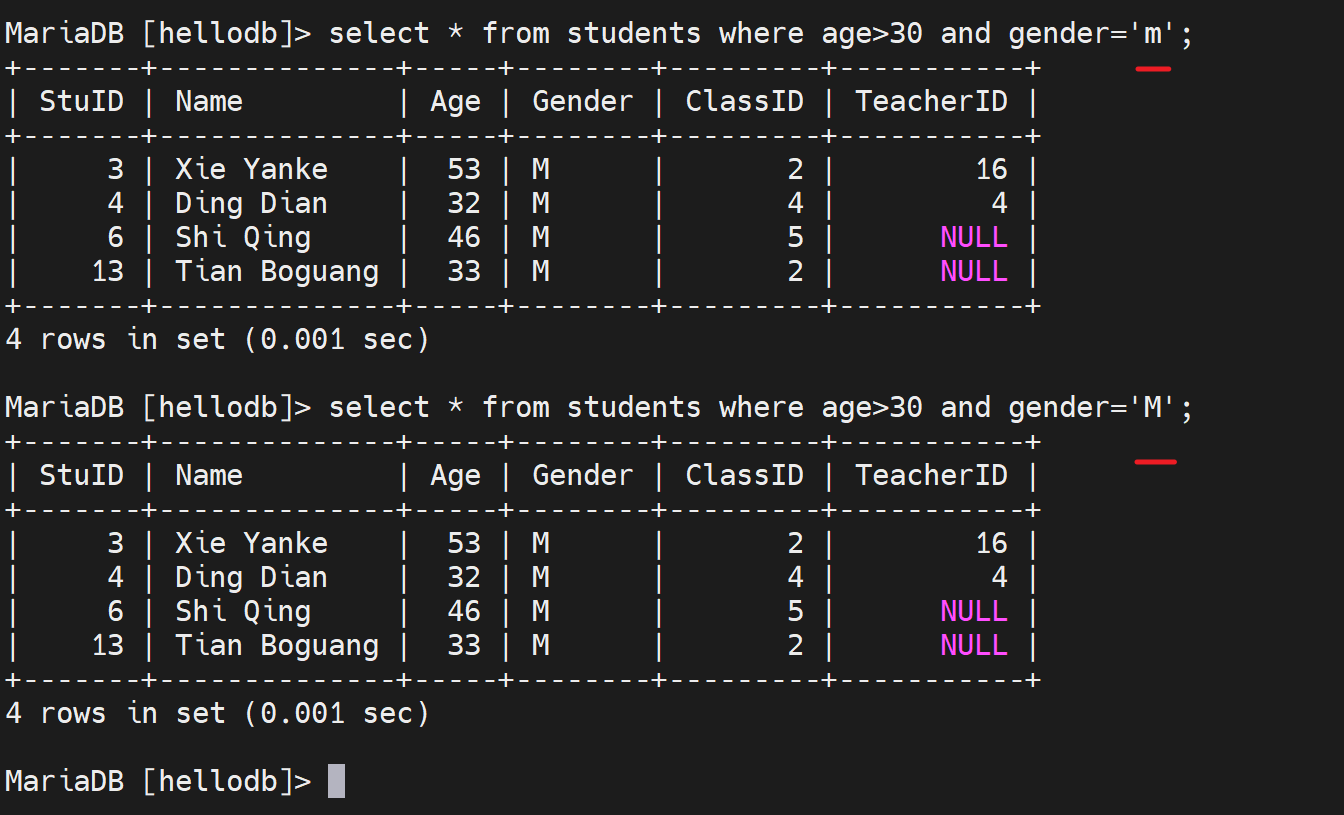 MariaDB [hellodb]> select * from students where age>30 and gender='m';
+-------+--------------+-----+--------+---------+-----------+
| StuID | Name         | Age | Gender | ClassID | TeacherID |
+-------+--------------+-----+--------+---------+-----------+
|     3 | Xie Yanke    |  53 | M      |       2 |        16 |
|     4 | Ding Dian    |  32 | M      |       4 |         4 |
|     6 | Shi Qing     |  46 | M      |       5 |      NULL |
|    13 | Tian Boguang |  33 | M      |       2 |      NULL |
+-------+--------------+-----+--------+---------+-----------+
4 rows in set (0.001 sec)
MariaDB [hellodb]> select * from students where age>30 and gender='M';
+-------+--------------+-----+--------+---------+-----------+
| StuID | Name         | Age | Gender | ClassID | TeacherID |
+-------+--------------+-----+--------+---------+-----------+
|     3 | Xie Yanke    |  53 | M      |       2 |        16 |
|     4 | Ding Dian    |  32 | M      |       4 |         4 |
|     6 | Shi Qing     |  46 | M      |       5 |      NULL |
|    13 | Tian Boguang |  33 | M      |       2 |      NULL |
+-------+--------------+-----+--------+---------+-----------+
4 rows in set (0.001 sec)
MariaDB [hellodb]>